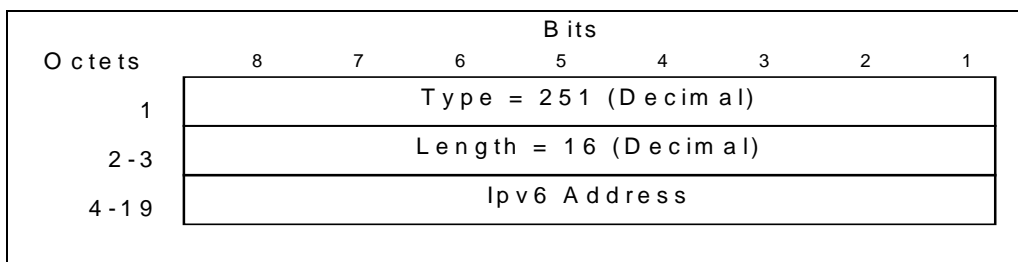 Bits
Octets 8 7 6 5 4 3 2 1
1 Type = 251 (Decimal)
2-3 Length = 16 (Decimal)
4-19 Ipv6 Address